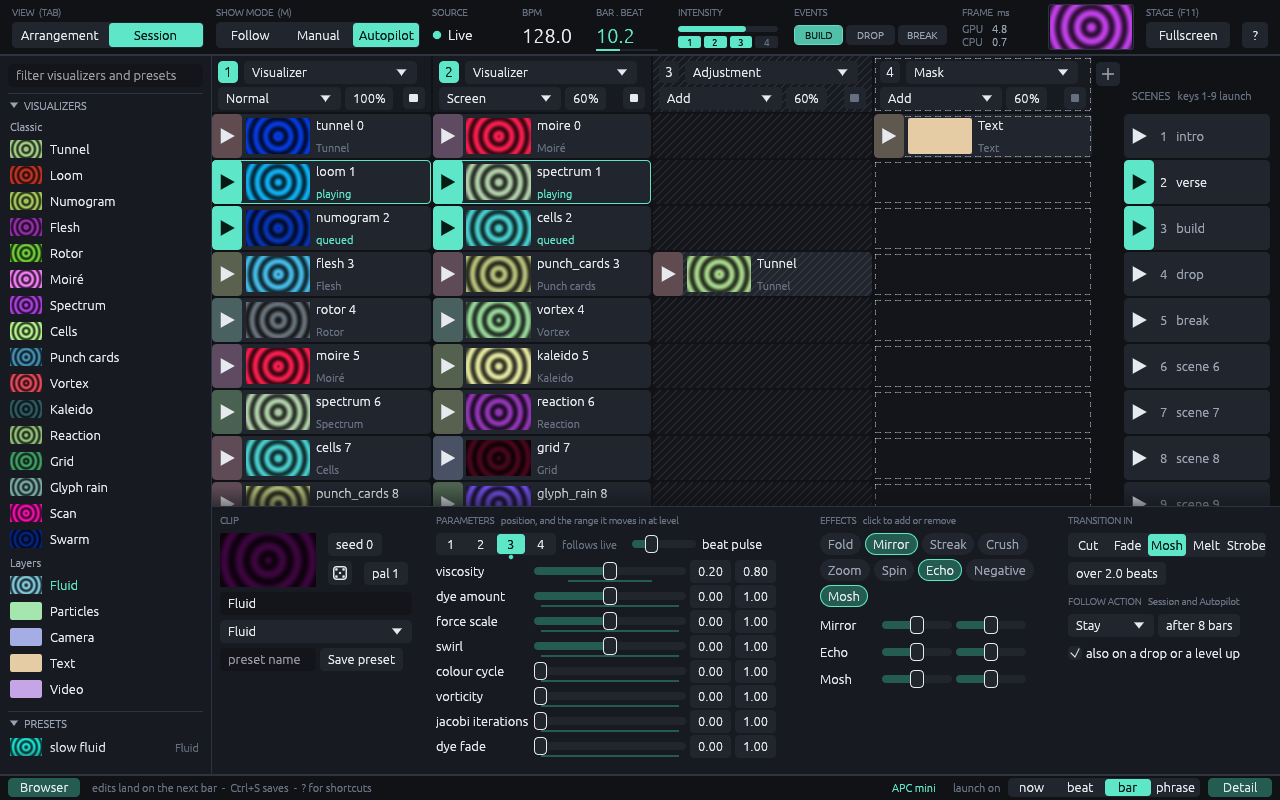 VIEW (TAB) SHOW MODE (M) SOURCE BPM BAR . BEAT INTENSITY EVENTS FRAME ms STAGE (F11)
Arrangement Session Follow Manual Autopilot Live 128.0 10.2 1 2 3 4 BUILD DROP BREAK GPU 4.8 CPU 0.7 Fullscreen ?
filter visualizers and presets
VISUALIZERS
Classic
Tunnel
Loom
Numogram
Flesh
Rotor
Moiré
Spectrum
Cells
Punch cards
Vortex
Kaleido
Reaction
Grid
Glyph rain
Scan
Swarm
Layers
Fluid
Particles
Camera
Text
Video
PRESETS
slow fluid Fluid
1 Visualizer
Normal 100%
tunnel 0
Tunnel
loom 1
playing
numogram 2
queued
flesh 3
Flesh
rotor 4
Rotor
moire 5
Moiré
spectrum 6
Spectrum
cells 7
Cells
punch_cards 8
2 Visualizer
Screen 60%
moire 0
Moiré
spectrum 1
playing
cells 2
queued
punch_cards 3
Punch cards
vortex 4
Vortex
kaleido 5
Kaleido
reaction 6
Reaction
grid 7
Grid
glyph_rain 8
3 Adjustment
Add 60%
Tunnel
Tunnel
4 Mask
Add 60%
Text
Text
+
SCENES keys 1-9 launch
1 intro
2 verse
3 build
4 drop
5 break
6 scene 6
7 scene 7
8 scene 8
9 scene 9
CLIP
seed 0
pal 1
Fluid
Fluid
preset name Save preset
PARAMETERS position, and the range it moves in at level
1 2 3 4 follows live beat pulse
viscosity 0.20 0.80
dye amount 0.00 1.00
force scale 0.00 1.00
swirl 0.00 1.00
colour cycle 0.00 1.00
vorticity 0.00 1.00
jacobi iterations 0.00 1.00
dye fade 0.00 1.00
EFFECTS click to add or remove
Fold Mirror Streak Crush
Zoom Spin Echo Negative
Mosh
Mirror
Echo
Mosh
TRANSITION IN
Cut Fade Mosh Melt Strobe
over 2.0 beats
FOLLOW ACTION Session and Autopilot
Stay after 8 bars
also on a drop or a level up
Browser edits land on the next bar - Ctrl+S saves - ? for shortcuts APC mini launch on now beat bar phrase Detail